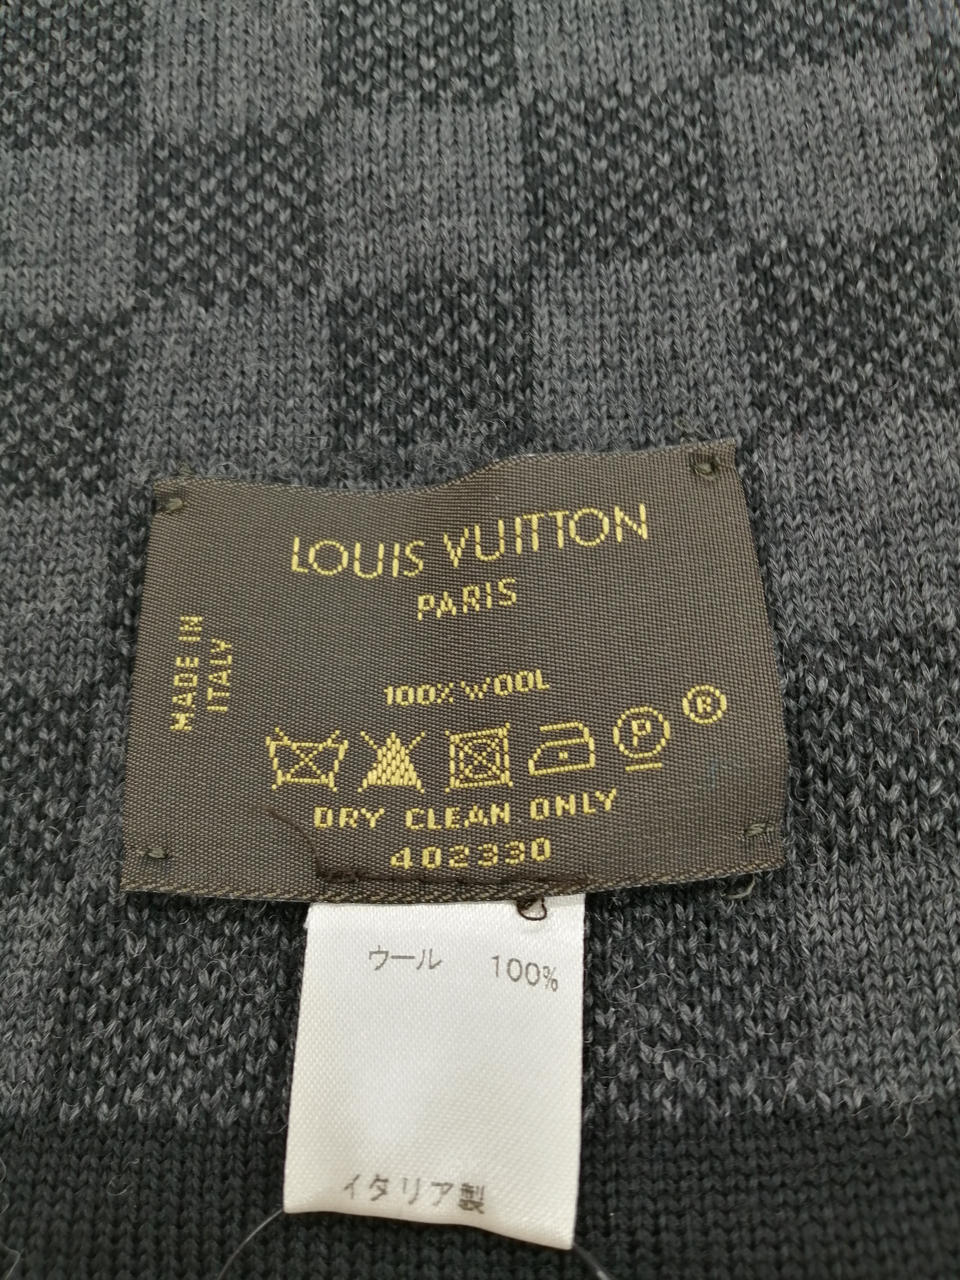 LOUIS VUITTON
PARIS
MADE IN
ITALY
100% WOOL
®
P
DRY CLEAN ONLY
402330
ウール 100%
イタリア製